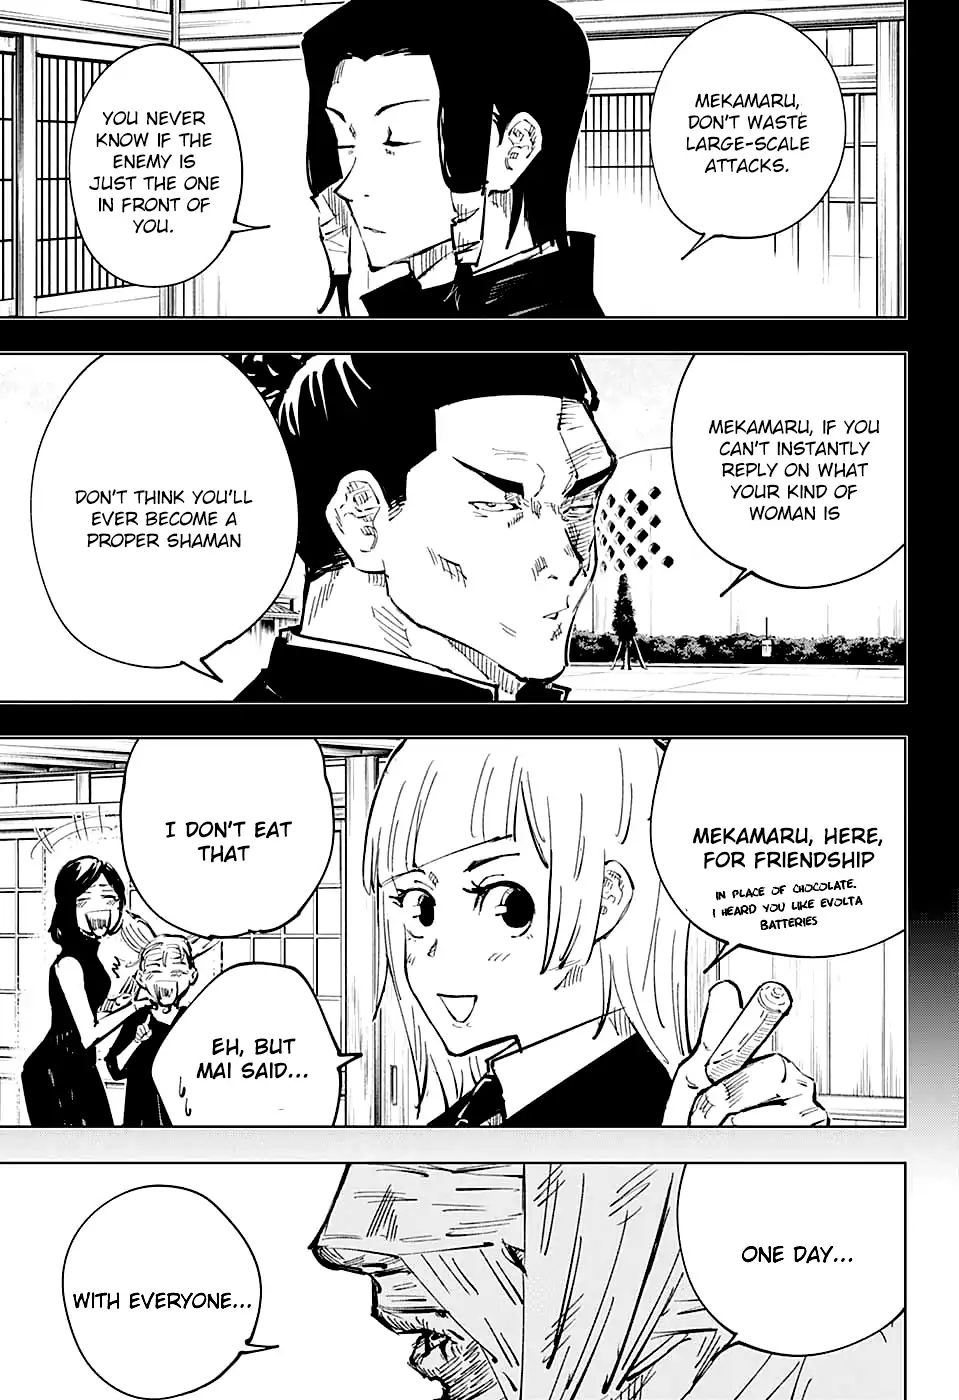 MEKAMARU,
DON'T WASTE
LARGE-SCALE
ATTACKS.
YOU NEVER
KNOW IF THE
ENEMY IS
JUST THE ONE
IN FRONT OF
YOU.
MEKAMARU, IF YOU
CAN'T INSTANTLY
REPLY ON WHAT
YOUR KIND OF
WOMAN IS
DON'T THINK YOU'LL
EVER BECOME A
PROPER SHAMAN
MEKAMARU, HERE,
FOR FRIENDSHIP
IN PLACE OF CHOCOLATE.
I HEARD YOU LIKE EVOLTA
BATTERIES
I DON'T EAT
THAT
EH, BUT
MAI SAID...
ONE DAY...
WITH EVERYONE...